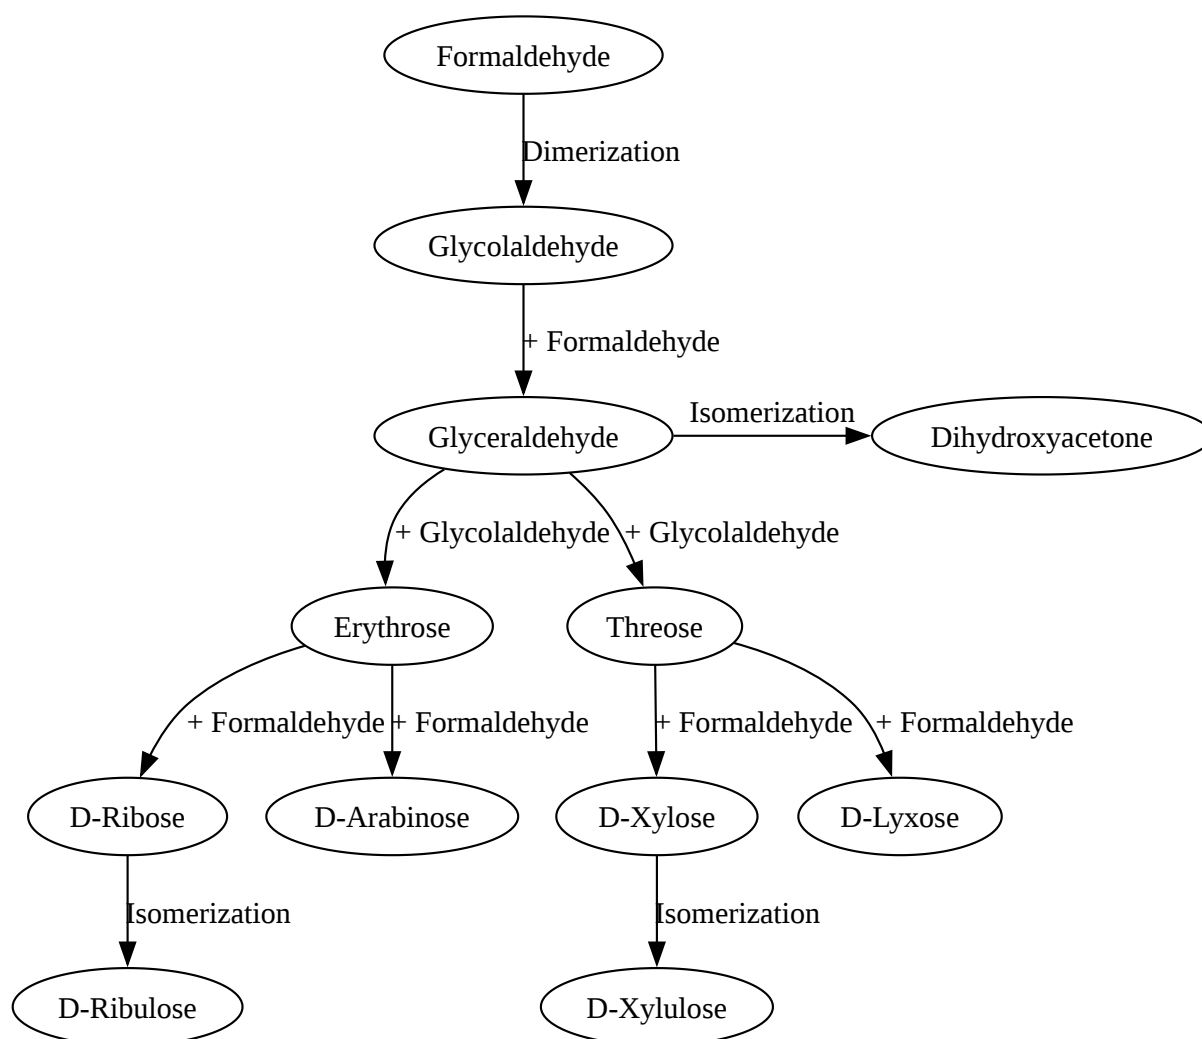 Formaldehyde
Dimerization
Glycolaldehyde
+ Formaldehyde
Isomerization
Glyceraldehyde
Dihydroxyacetone
+ Glycolaldehyde
+ Glycolaldehyde
Erythrose
Threose
+ Formaldehyde
+ Formaldehyde
+ Formaldehyde
+ Formaldehyde
D-Ribose
D-Arabinose
D-Xylose
D-Lyxose
Isomerization
Isomerization
D-Ribulose
D-Xylulose